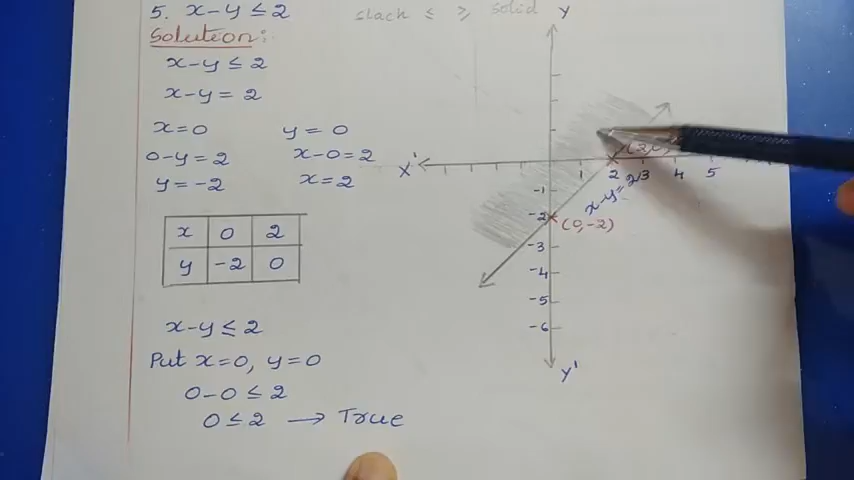 5. x-y ≤ 2
slack ≤ ≥ solid
Solution:
x-y ≤ 2
x-y = 2
x=0 y=0
0-y=2 x-0=2
y=-2 x=2
x 0 2
y -2 0
x-y ≤ 2
Put x=0, y=0
0-0 ≤ 2
0 ≤ 2 → True
Y
X'
1 2 3 4 5
(2,0)
x-y=2
-1
-2 (0,-2)
-3
-4
-5
-6
Y'